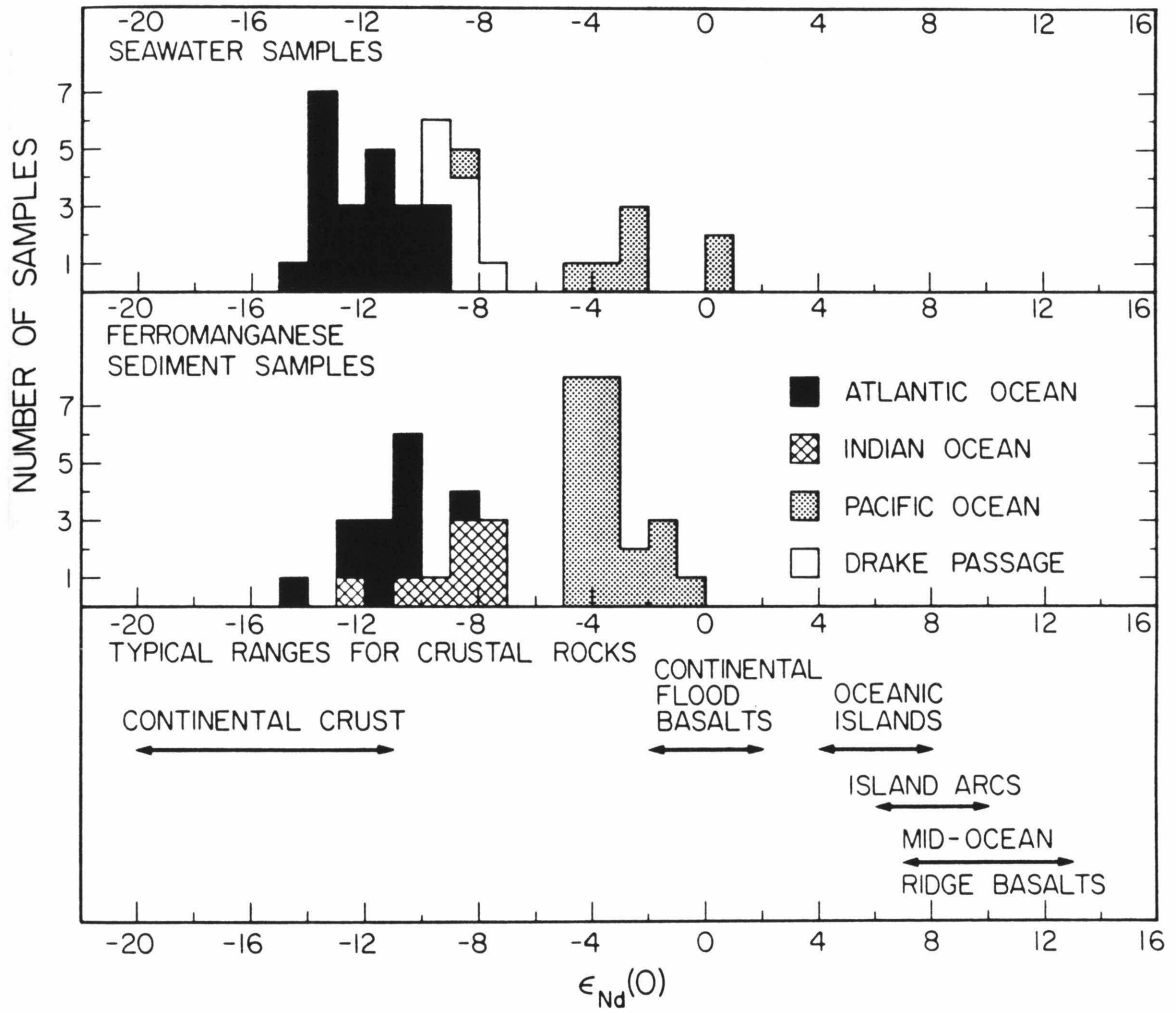 -20 -16 -12 -8 -4 0 4 8 12 16
SEAWATER SAMPLES
7
5
3
1
-20 -16 -12 -8 -4 0 4 8 12 16
FERROMANGANESE
SEDIMENT SAMPLES
7
5
3
1
ATLANTIC OCEAN
INDIAN OCEAN
PACIFIC OCEAN
DRAKE PASSAGE
NUMBER OF SAMPLES
-20 -16 -12 -8 -4 0 4 8 12 16
TYPICAL RANGES FOR CRUSTAL ROCKS
CONTINENTAL CRUST
CONTINENTAL
FLOOD
BASALTS
OCEANIC
ISLANDS
ISLAND ARCS
MID-OCEAN
RIDGE BASALTS
-20 -16 -12 -8 -4 0 4 8 12 16
ϵNd(0)